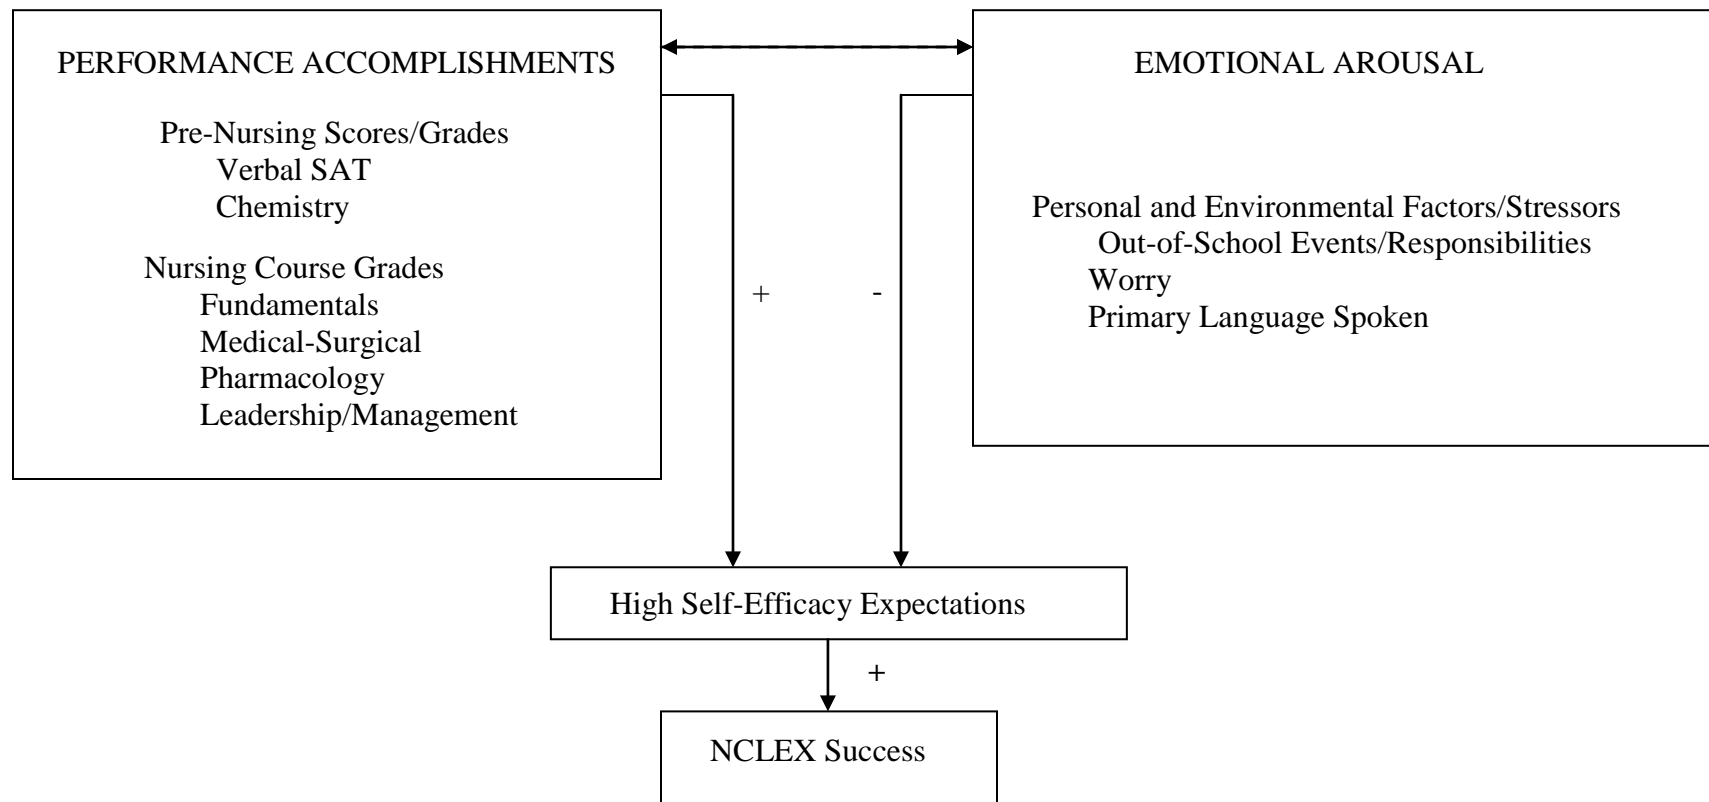 PERFORMANCE ACCOMPLISHMENTS
Pre-Nursing Scores/Grades
Verbal SAT
Chemistry
Nursing Course Grades
Fundamentals
Medical-Surgical
Pharmacology
Leadership/Management
EMOTIONAL AROUSAL
Personal and Environmental Factors/Stressors
Out-of-School Events/Responsibilities
Worry
Primary Language Spoken
+
-
High Self-Efficacy Expectations
+
NCLEX Success